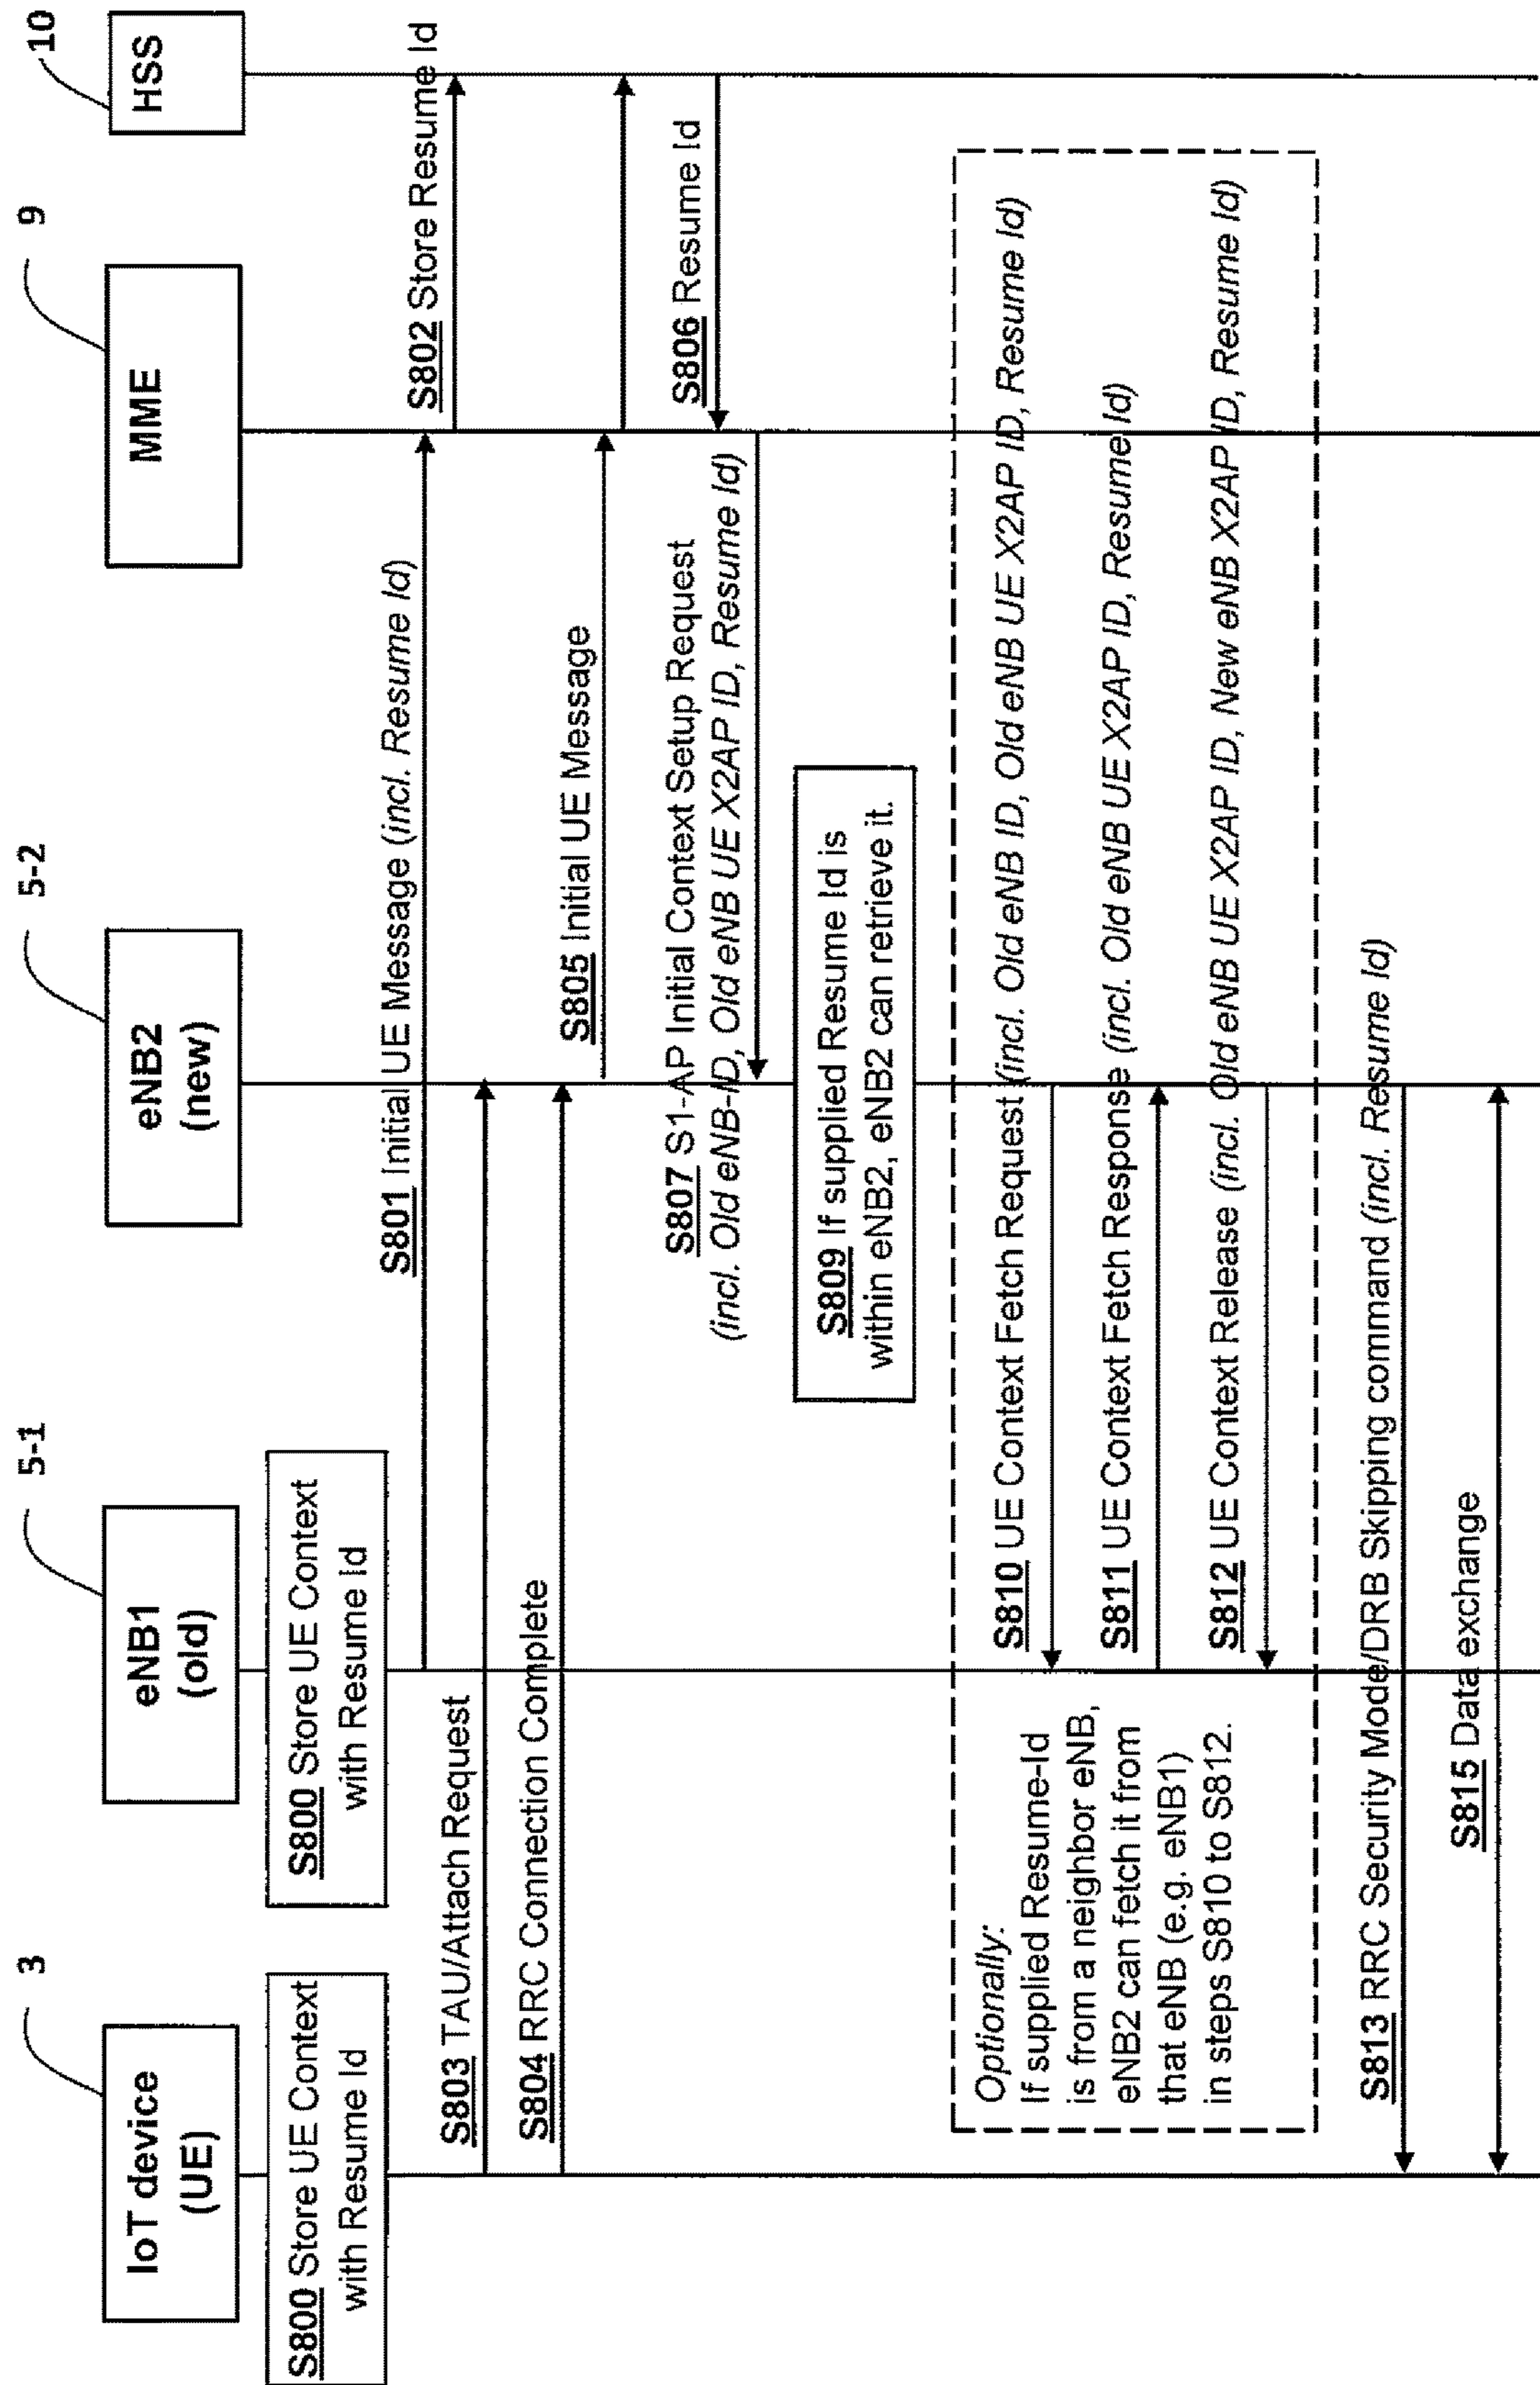 3
5-1
5-2
9
10
IoT device
(UE)
eNB1
(old)
eNB2
(new)
MME
HSS
S800 Store UE Context
with Resume Id
S800 Store UE Context
with Resume Id
S801 Initial UE Message (incl. Resume Id)
S802 Store Resume Id
S803 TAU/Attach Request
S804 RRC Connection Complete
S805 Initial UE Message
S806 Resume Id
S807 S1-AP Initial Context Setup Request
(incl. Old eNB-ID, Old eNB UE X2AP ID, Resume Id)
S809 If supplied Resume Id is
within eNB2, eNB2 can retrieve it.
Optionally:
If supplied Resume-Id
is from a neighbor eNB,
eNB2 can fetch it from
that eNB (e.g. eNB1)
in steps S810 to S812.
S810 UE Context Fetch Request (incl. Old eNB ID, Old eNB UE X2AP ID, Resume Id)
S811 UE Context Fetch Response (incl. Old eNB UE X2AP ID, Resume Id)
S812 UE Context Release (incl. Old eNB UE X2AP ID, New eNB X2AP ID, Resume Id)
S813 RRC Security Mode/DRB Skipping command (incl. Resume Id)
S815 Data exchange